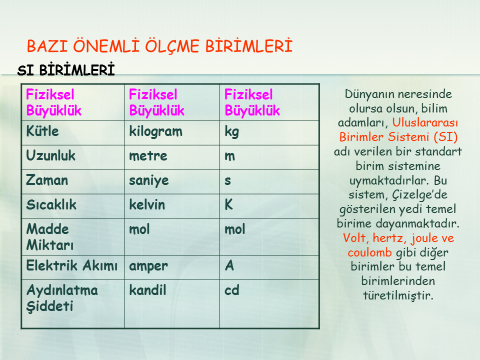 BAZI ÖNEMLİ ÖLÇME BİRİMLERİ
SI BİRİMLERİ
Fiziksel Büyüklük Fiziksel Büyüklük Fiziksel Büyüklük
Kütle kilogram kg
Uzunluk metre m
Zaman saniye s
Sıcaklık kelvin K
Madde Miktarı mol mol
Elektrik Akımı amper A
Aydınlatma Şiddeti kandil cd
Dünyanın neresinde
olursa olsun, bilim
adamları, Uluslararası
Birimler Sistemi (SI)
adı verilen bir standart
birim sistemine
uymaktadırlar. Bu
sistem, Çizelge’de
gösterilen yedi temel
birime dayanmaktadır.
Volt, hertz, joule ve
coulomb gibi diğer
birimler bu temel
birimlerinden
türetilmiştir.